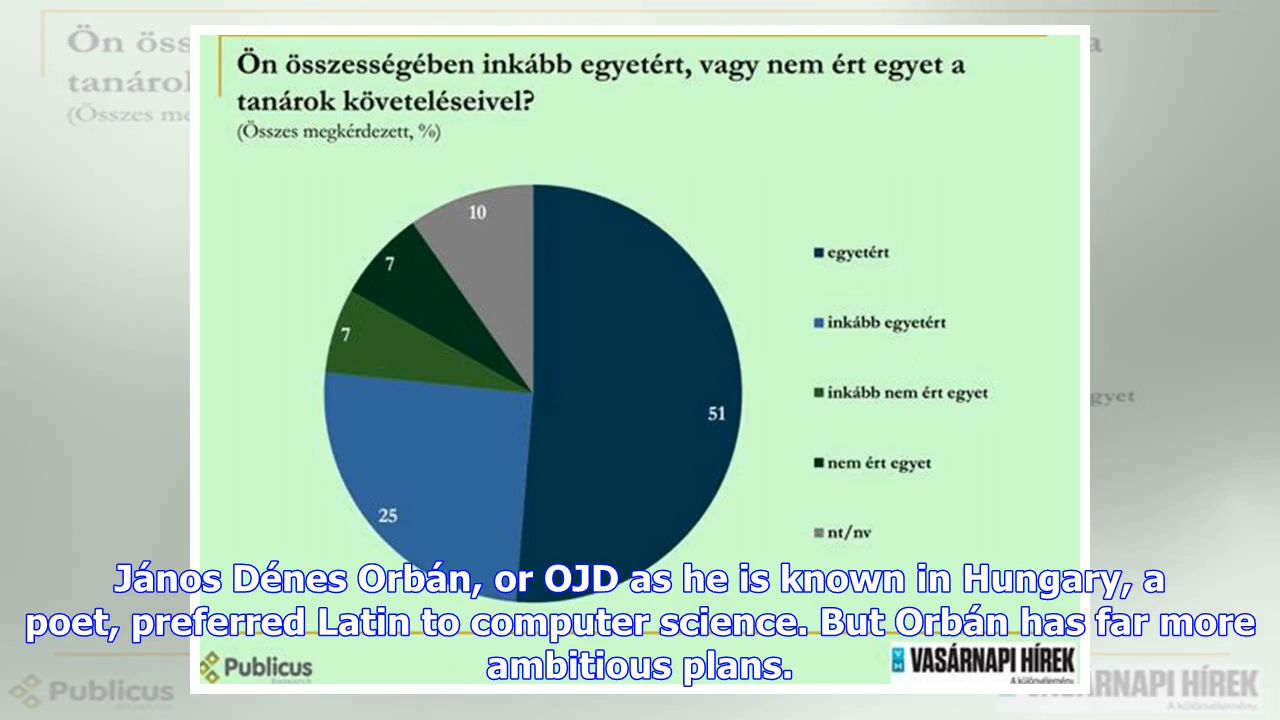 Ön összességében inkább egyetért, vagy nem ért egyet a
tanárok követeléseivel?
(Összes megkérdezett, %)
10
7
7
51
25
egyetért
inkább egyetért
inkább nem ért egyet
nem ért egyet
nt/nv
János Dénes Orbán, or OJD as he is known in Hungary, a
poet, preferred Latin to computer science. But Orbán has far more
ambitious plans.
Publicus
VASÁRNAPI HÍREK
A különvélemény.